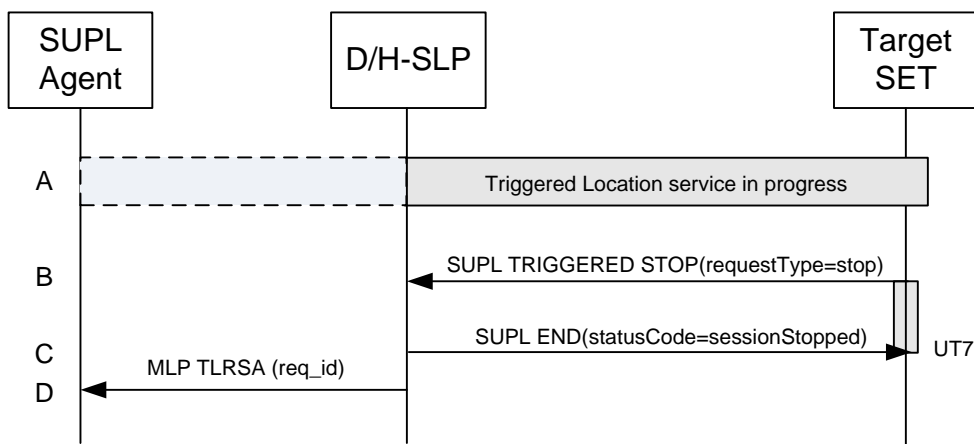 SUPL
Agent
D/H-SLP
Target
SET
A
Triggered Location service in progress
B
SUPL TRIGGERED STOP(requestType=stop)
C
SUPL END(statusCode=sessionStopped)
UT7
D
MLP TLRSA (req_id)